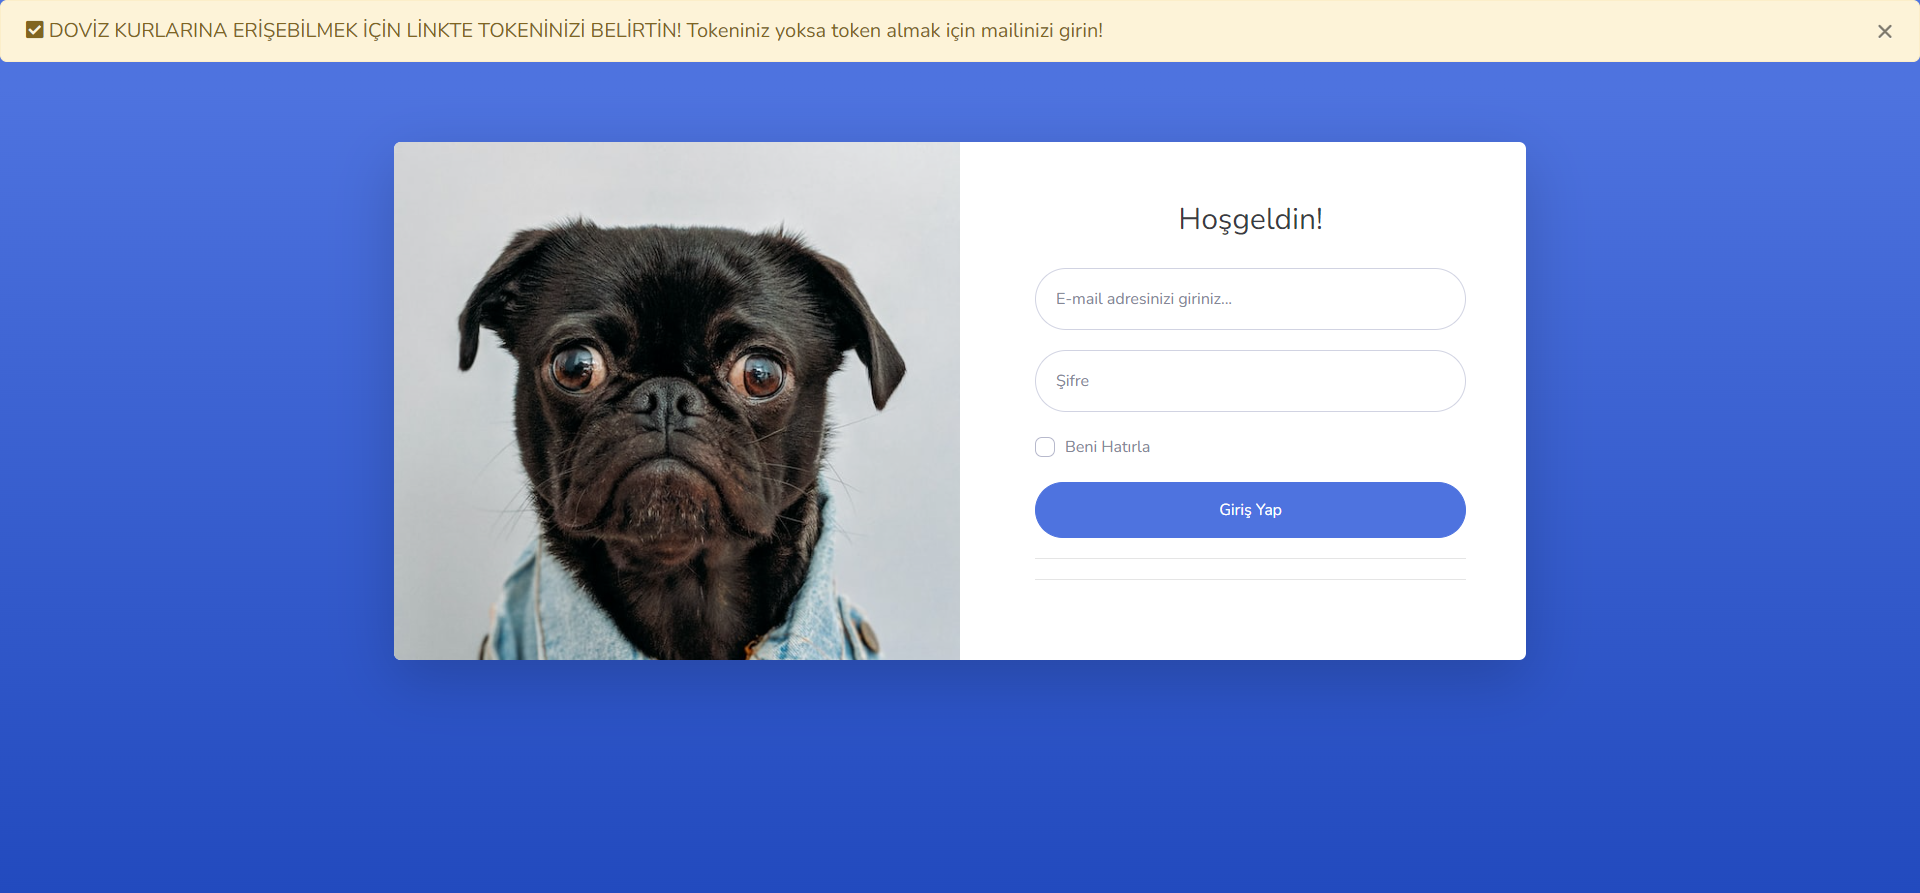 DOVİZ KURLARINA ERİŞEBİLMEK İÇİN LİNKTE TOKENİNİZİ BELİRTİN! Tokeniniz yoksa token almak için mailinizi girin!
Hoşgeldin!
E-mail adresinizi giriniz...
Şifre
Beni Hatırla
Giriş Yap